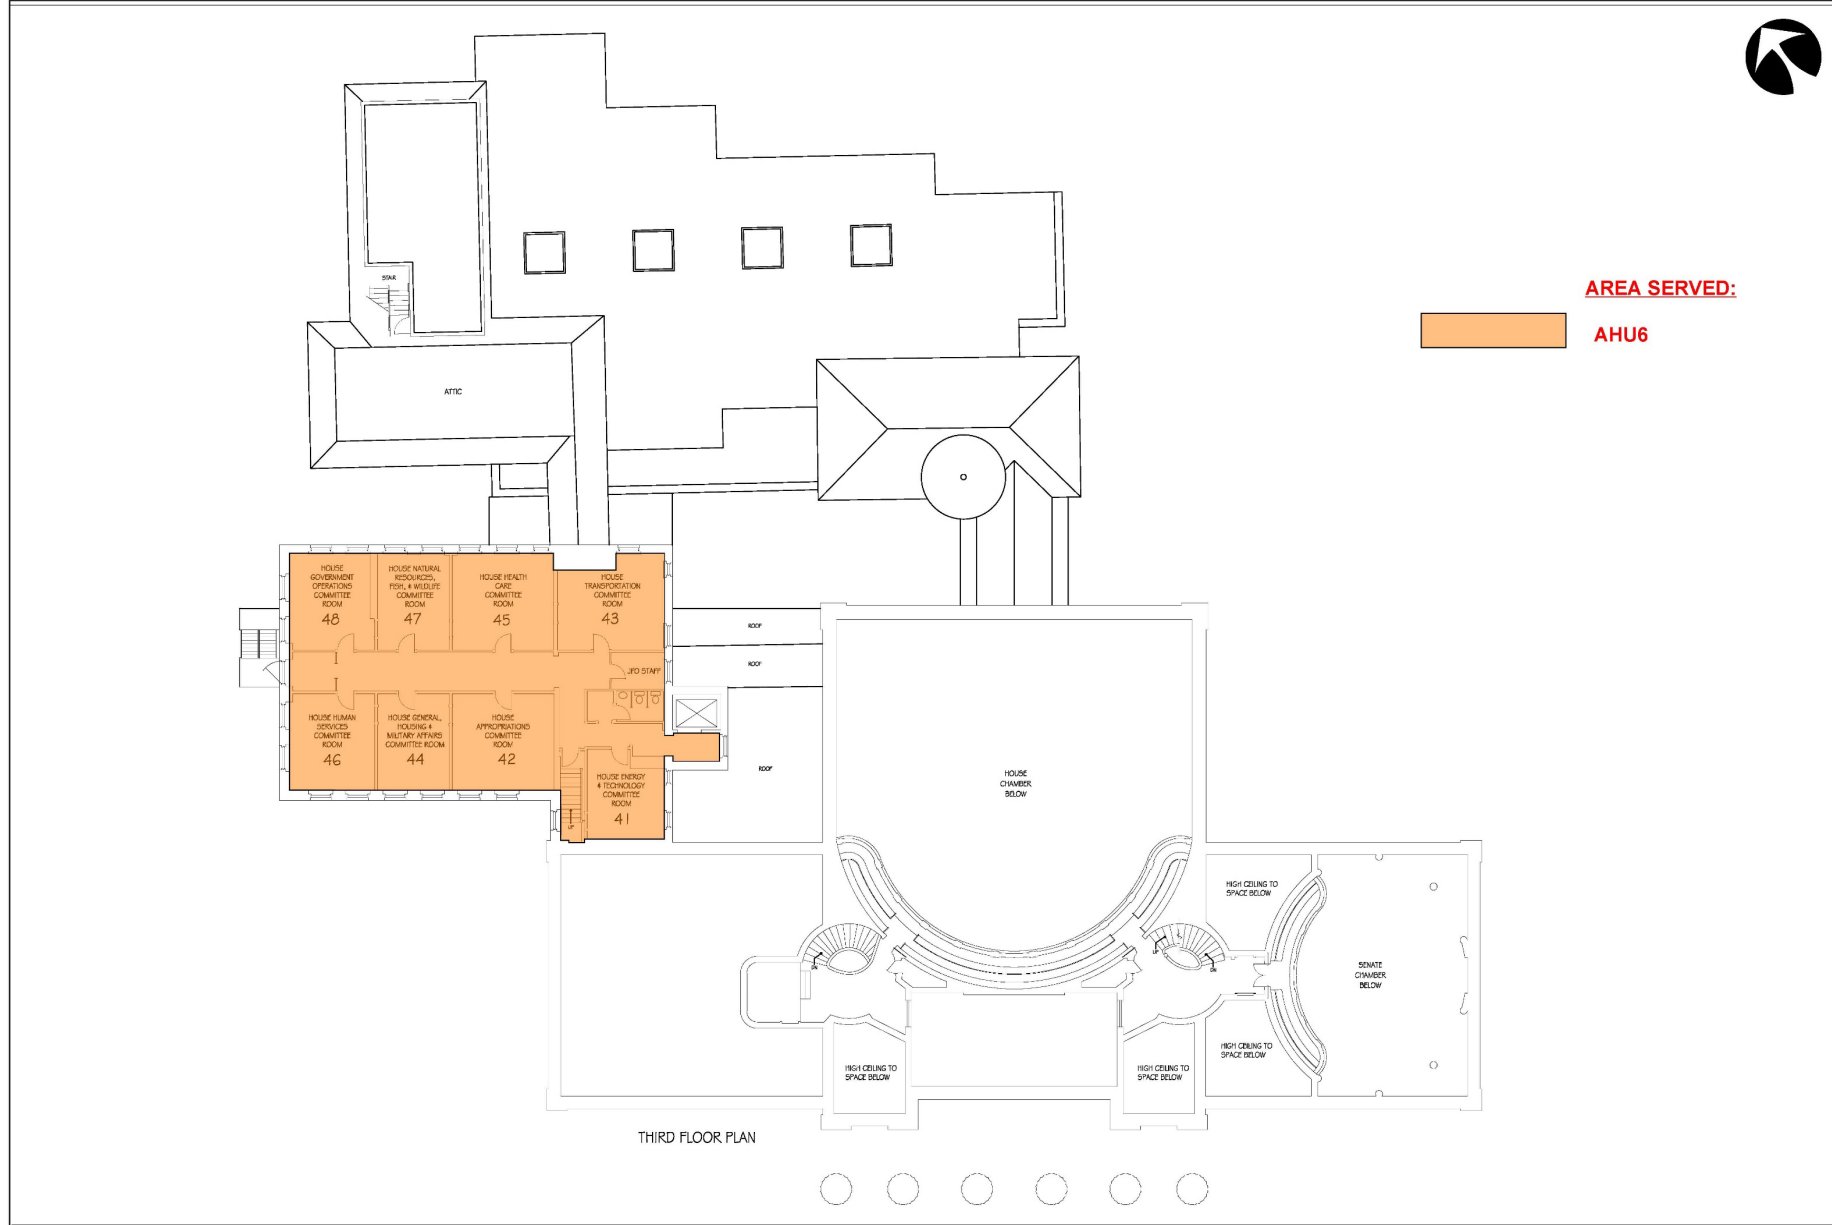 AREA SERVED:
AHU6
STAIR
ATTIC
HOUSE
GOVERNMENT
OPERATIONS
COMMITTEE
ROOM
48
HOUSE NATURAL
RESOURCES,
FISH, & WILDLIFE
COMMITTEE
ROOM
47
HOUSE HEALTH
CARE
COMMITTEE
ROOM
45
HOUSE
TRANSPORTATION
COMMITTEE
ROOM
43
ROOF
ROOF
JFO STAFF
HOUSE HUMAN
SERVICES
COMMITTEE
ROOM
46
HOUSE GENERAL,
HOUSING &
MILITARY AFFAIRS
COMMITTEE ROOM
44
HOUSE
APPROPRIATIONS
COMMITTEE
ROOM
42
HOUSE ENERGY
& TECHNOLOGY
COMMITTEE
ROOM
41
UP
ROOF
HOUSE
CHAMBER
BELOW
HIGH CEILING TO
SPACE BELOW
UP
DN
DN
SENATE
CHAMBER
BELOW
HIGH CEILING TO
SPACE BELOW
HIGH CEILING TO
SPACE BELOW
HIGH CEILING TO
SPACE BELOW
THIRD FLOOR PLAN